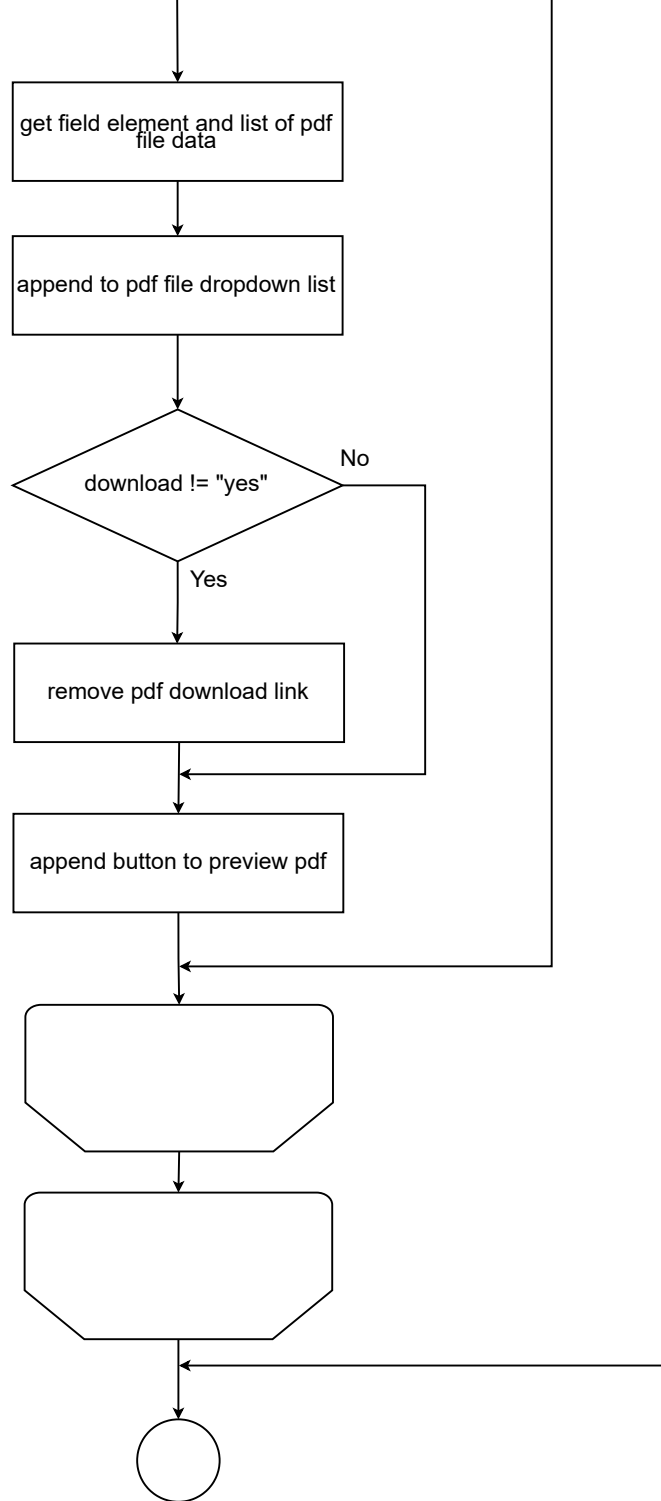 get field element and list of pdf
file data
append to pdf file dropdown list
download != "yes"
No
Yes
remove pdf download link
append button to preview pdf